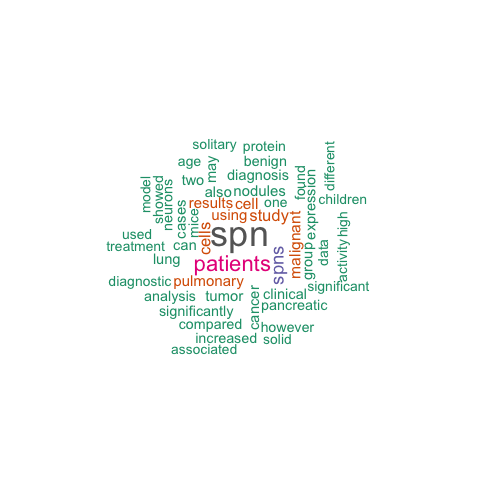 solitary
protein
different
age
may
benign
two
diagnosis
found
model
showed
neurons
also
nodules
expression
children
cases
mice
results
cell
one
using
study
high
used
cells
spn
malignant
treatment
can
group
data
activity
lung
patients
spns
diagnostic
pulmonary
significant
analysis
tumor
cancer
clinical
pancreatic
significantly
compared
however
increased
solid
associated